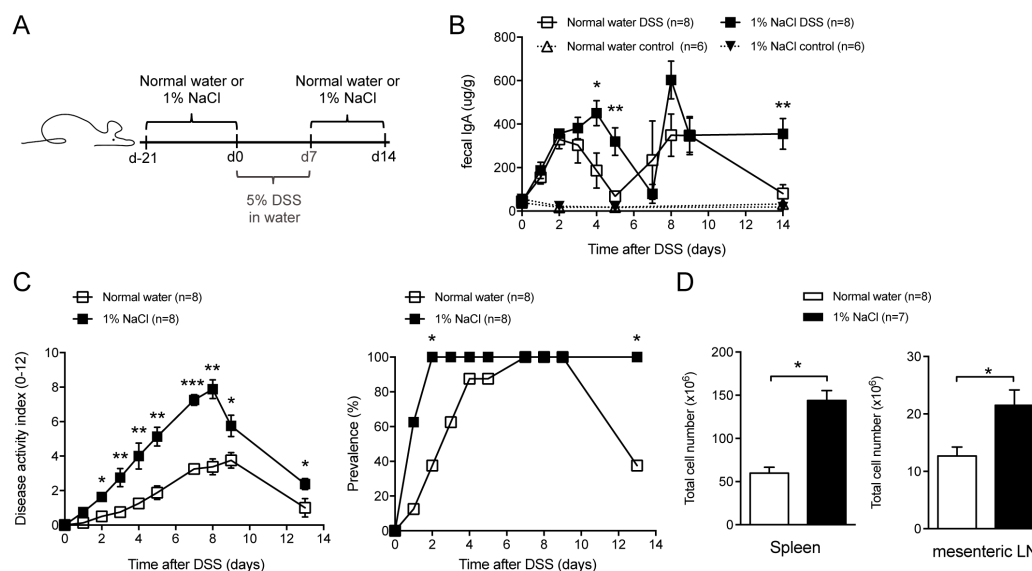 A
Normal water or
1% NaCl
Normal water or
1% NaCl
d-21
d0
d7
d14
5% DSS
in water
B
Normal water DSS (n=8)
1% NaCl DSS (n=8)
Normal water control (n=6)
1% NaCl control (n=6)
fecal IgA (ug/g)
800
600
400
200
0
*
**
**
0 2 4 6 8 10 12 14
Time after DSS (days)
C
Normal water (n=8)
1% NaCl (n=8)
Disease activity index (0-12)
10
8
6
4
2
0
*
**
**
**
***
**
*
*
0 2 4 6 8 10 12 14
Time after DSS (days)
Normal water (n=8)
1% NaCl (n=8)
Prevalence (%)
100
80
60
40
20
0
*
*
0 2 4 6 8 10 12 14
Time after DSS (days)
D
Normal water (n=8)
1% NaCl (n=7)
Total cell number (x10⁶)
200
150
100
50
0
*
Spleen
Total cell number (x10⁶)
30
20
10
0
*
mesenteric LN